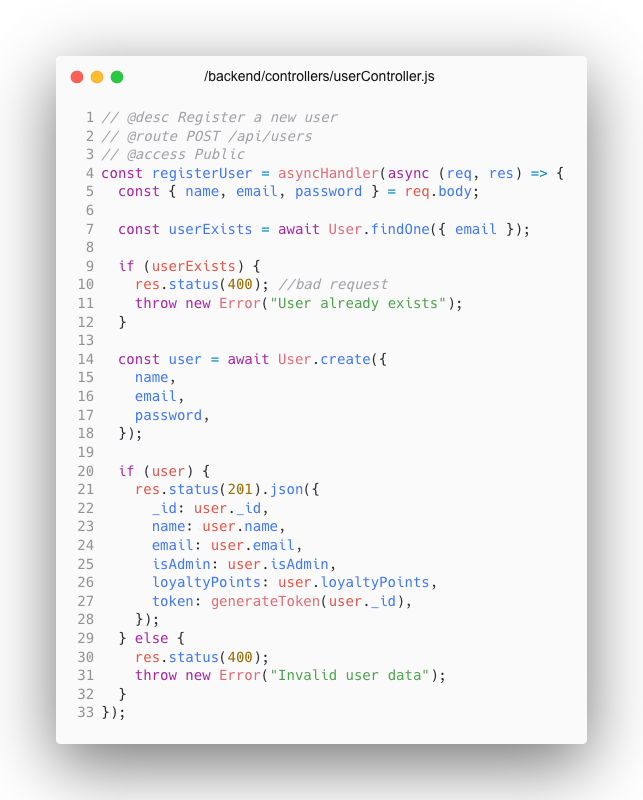 /backend/controllers/userController.js
1 // @desc Register a new user
2 // @route POST /api/users
3 // @access Public
4 const registerUser = asyncHandler(async (req, res) => {
5   const { name, email, password } = req.body;
6
7   const userExists = await User.findOne({ email });
8
9   if (userExists) {
10     res.status(400); //bad request
11     throw new Error("User already exists");
12   }
13
14   const user = await User.create({
15     name,
16     email,
17     password,
18   });
19
20   if (user) {
21     res.status(201).json({
22       _id: user._id,
23       name: user.name,
24       email: user.email,
25       isAdmin: user.isAdmin,
26       loyaltyPoints: user.loyaltyPoints,
27       token: generateToken(user._id),
28     });
29   } else {
30     res.status(400);
31     throw new Error("Invalid user data");
32   }
33 });